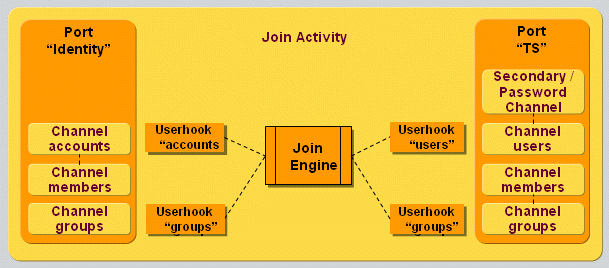 Port
“Identity”
Channel
accounts
Channel
members
Channel
groups
Join Activity
Userhook
“accounts
Userhook
“groups”
Join
Engine
Userhook
“users”
Userhook
“groups”
Port
“TS”
Secondary /
Password
Channel
Channel
users
Channel
members
Channel
groups